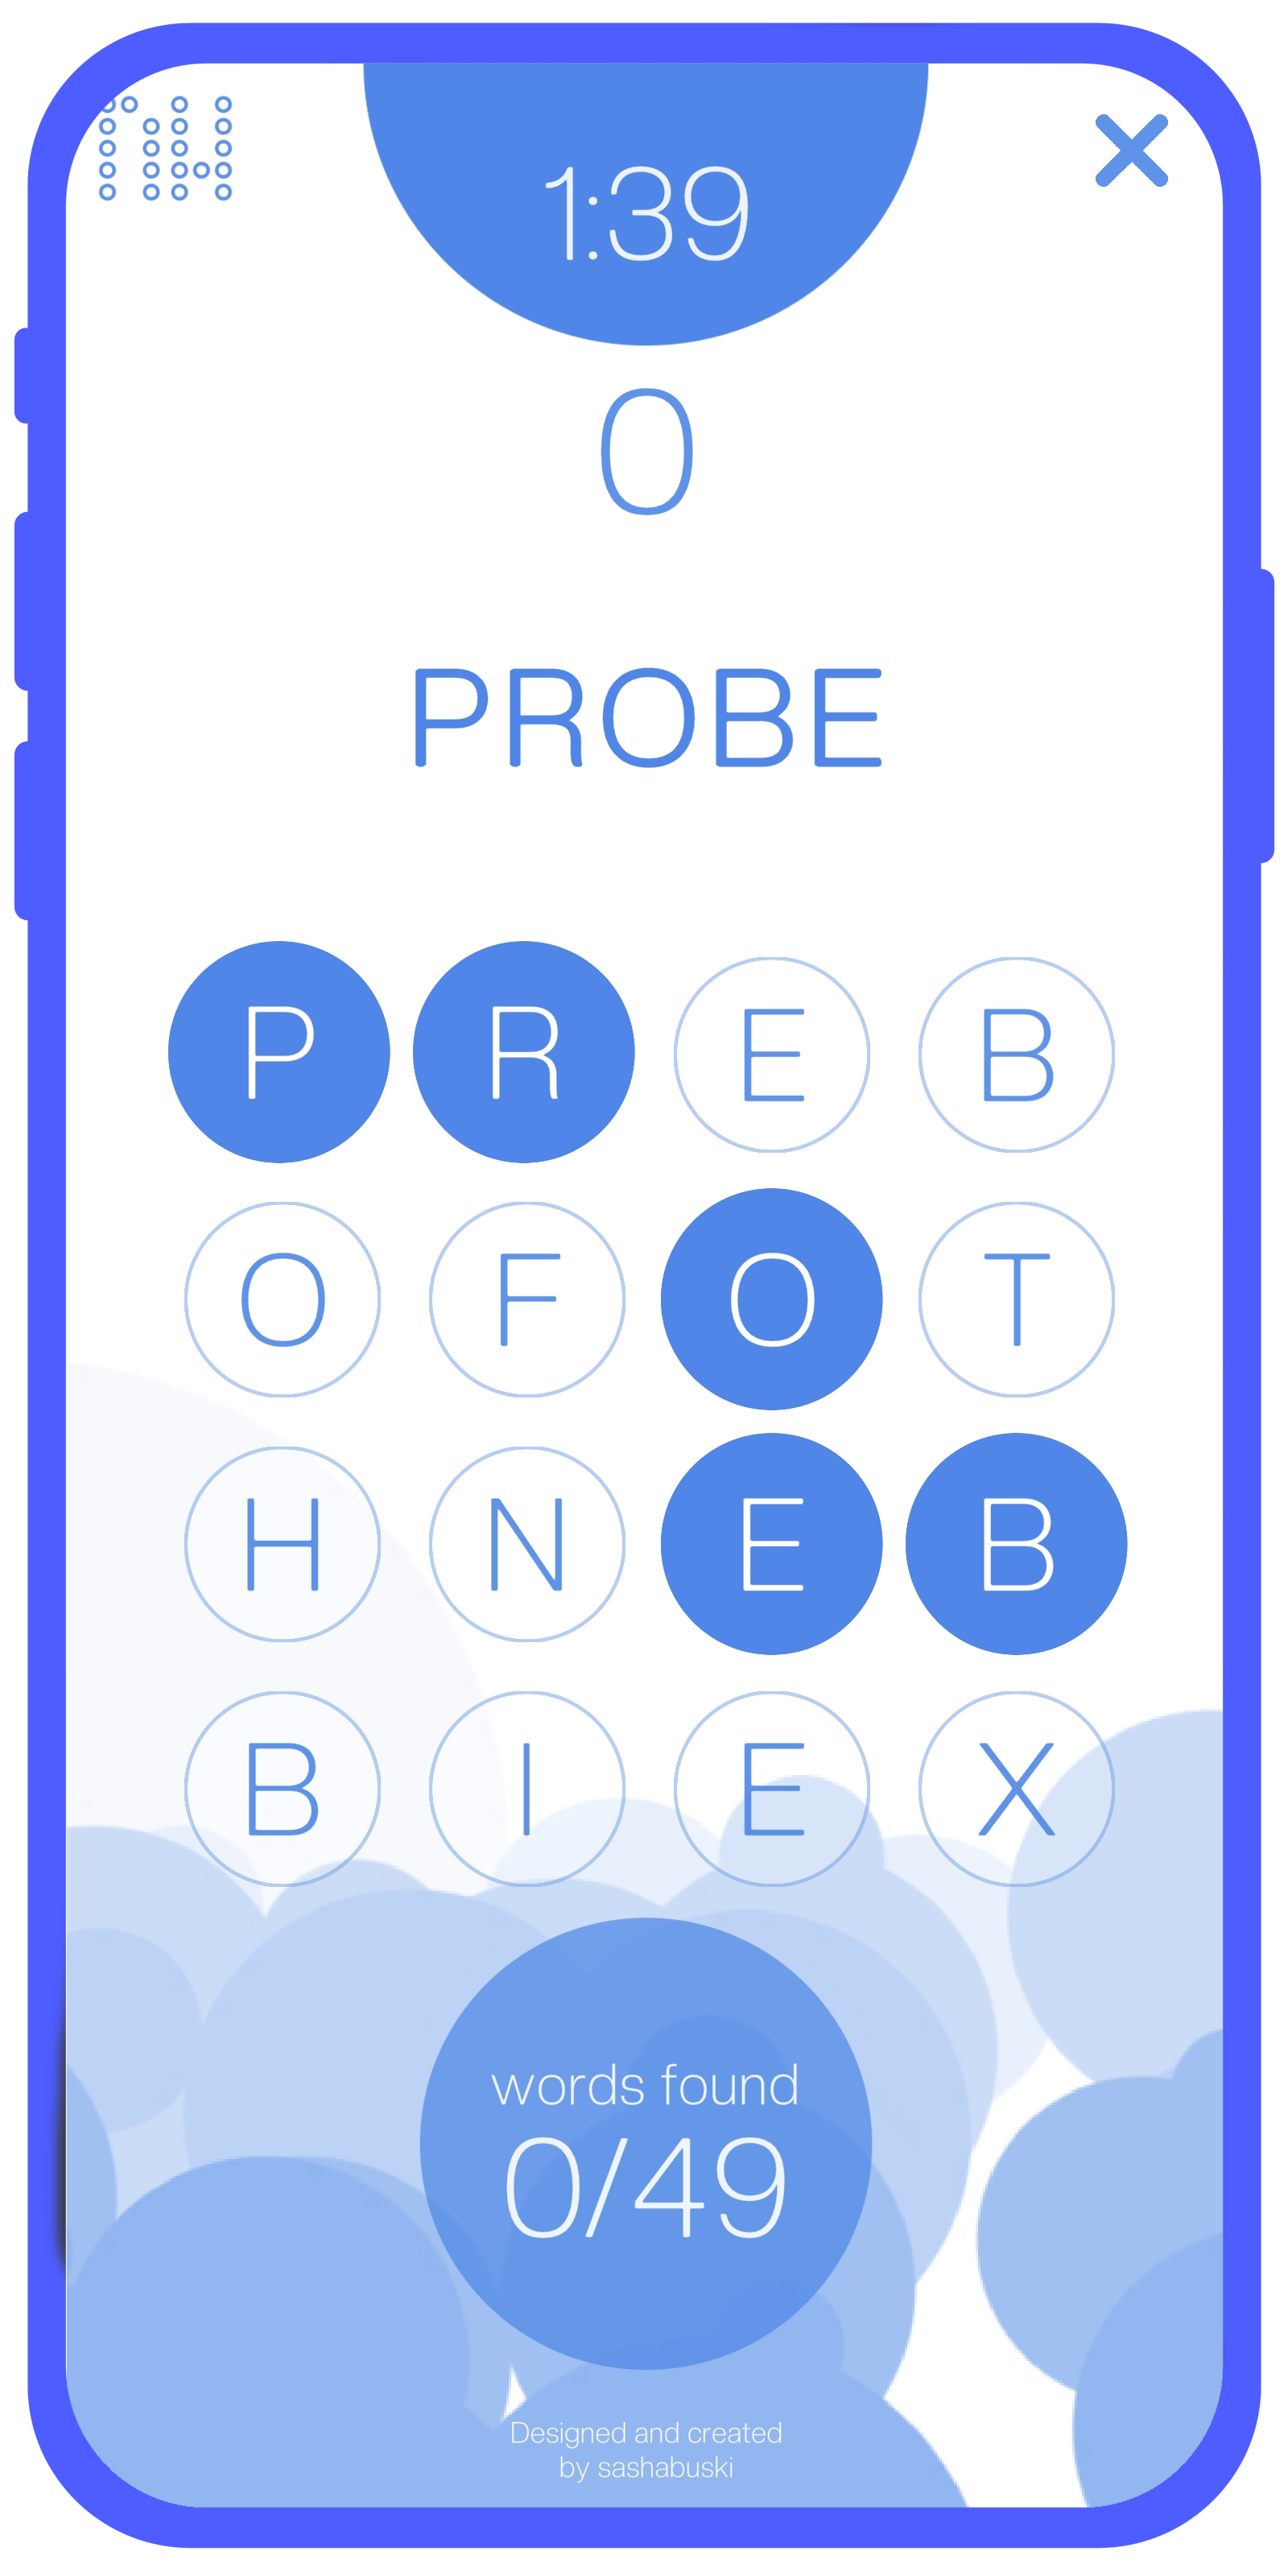 1:39
0
PROBE
P R E B
O F O T
H N E B
B I E X
words found
0/49
Designed and created
by sashabuski